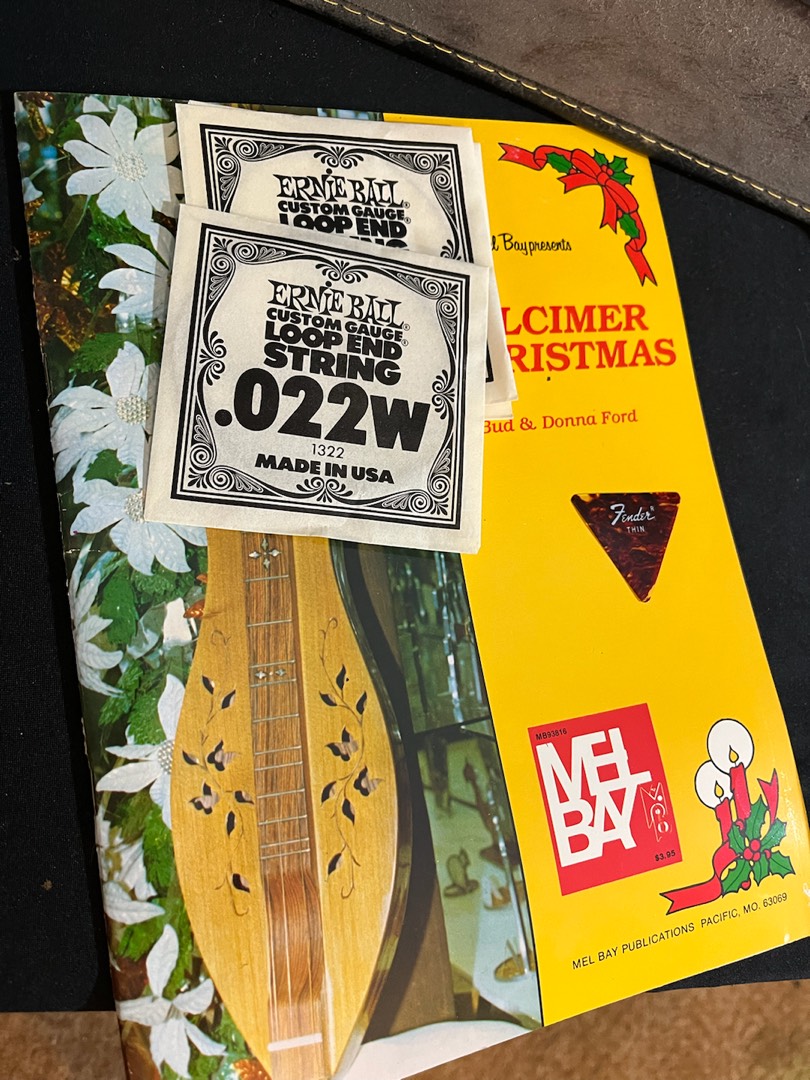 ERNIE BALL®
CUSTOM GAUGE®
LOOP END
ERNIE BALL®
CUSTOM GAUGE®
LOOP END
STRING
.022W
1322
MADE IN USA
Bay presents
LCIMER
RISTMAS
Bud & Donna Ford
Fender®
THIN
MB93816
MEL
BAY
$3.95
MEL BAY PUBLICATIONS PACIFIC, MO. 63069